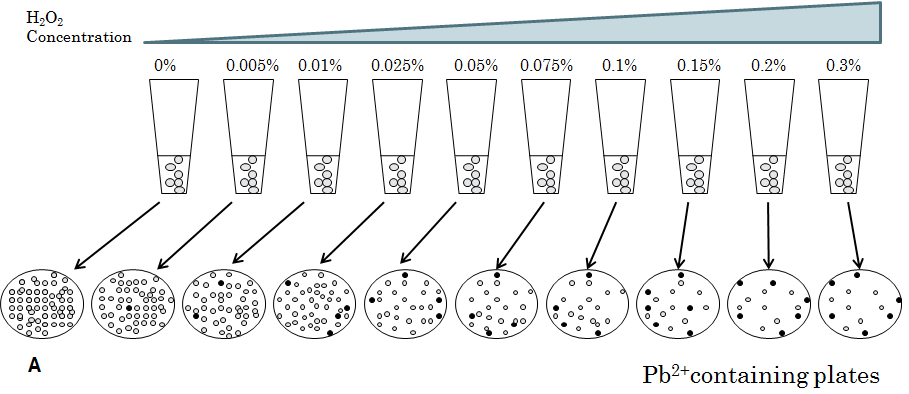 H₂O₂
Concentration
0% 0.005% 0.01% 0.025% 0.05% 0.075% 0.1% 0.15% 0.2% 0.3%
A
Pb²⁺containing plates